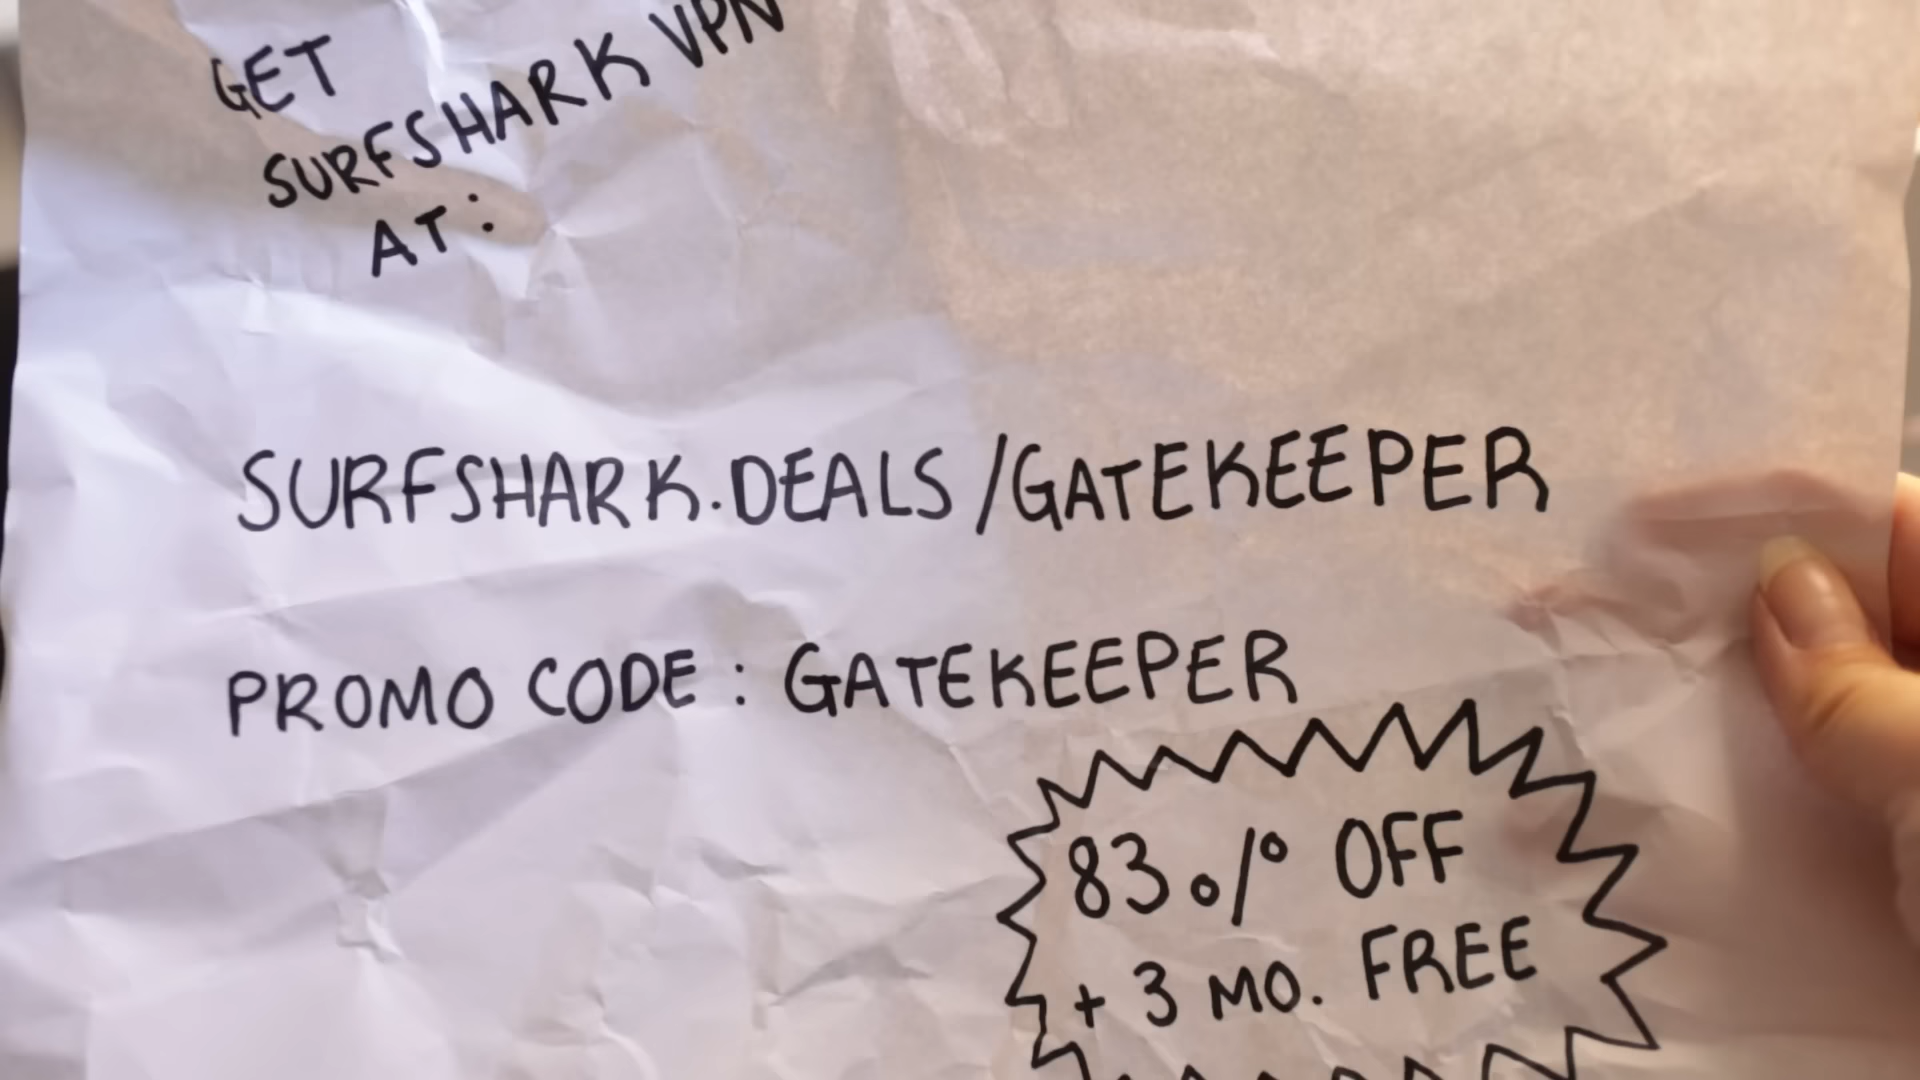 GET
SURFSHARK VPN
AT:
SURFSHARK.DEALS/GATEKEEPER
PROMO CODE: GATEKEEPER
83% OFF
+ 3 MO. FREE